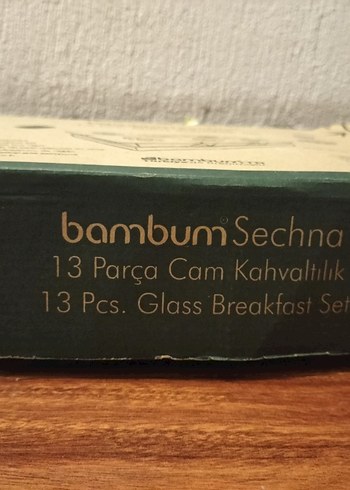 bambum Sechna
13 Parça Cam Kahvaltılık
13 Pcs. Glass Breakfast Set